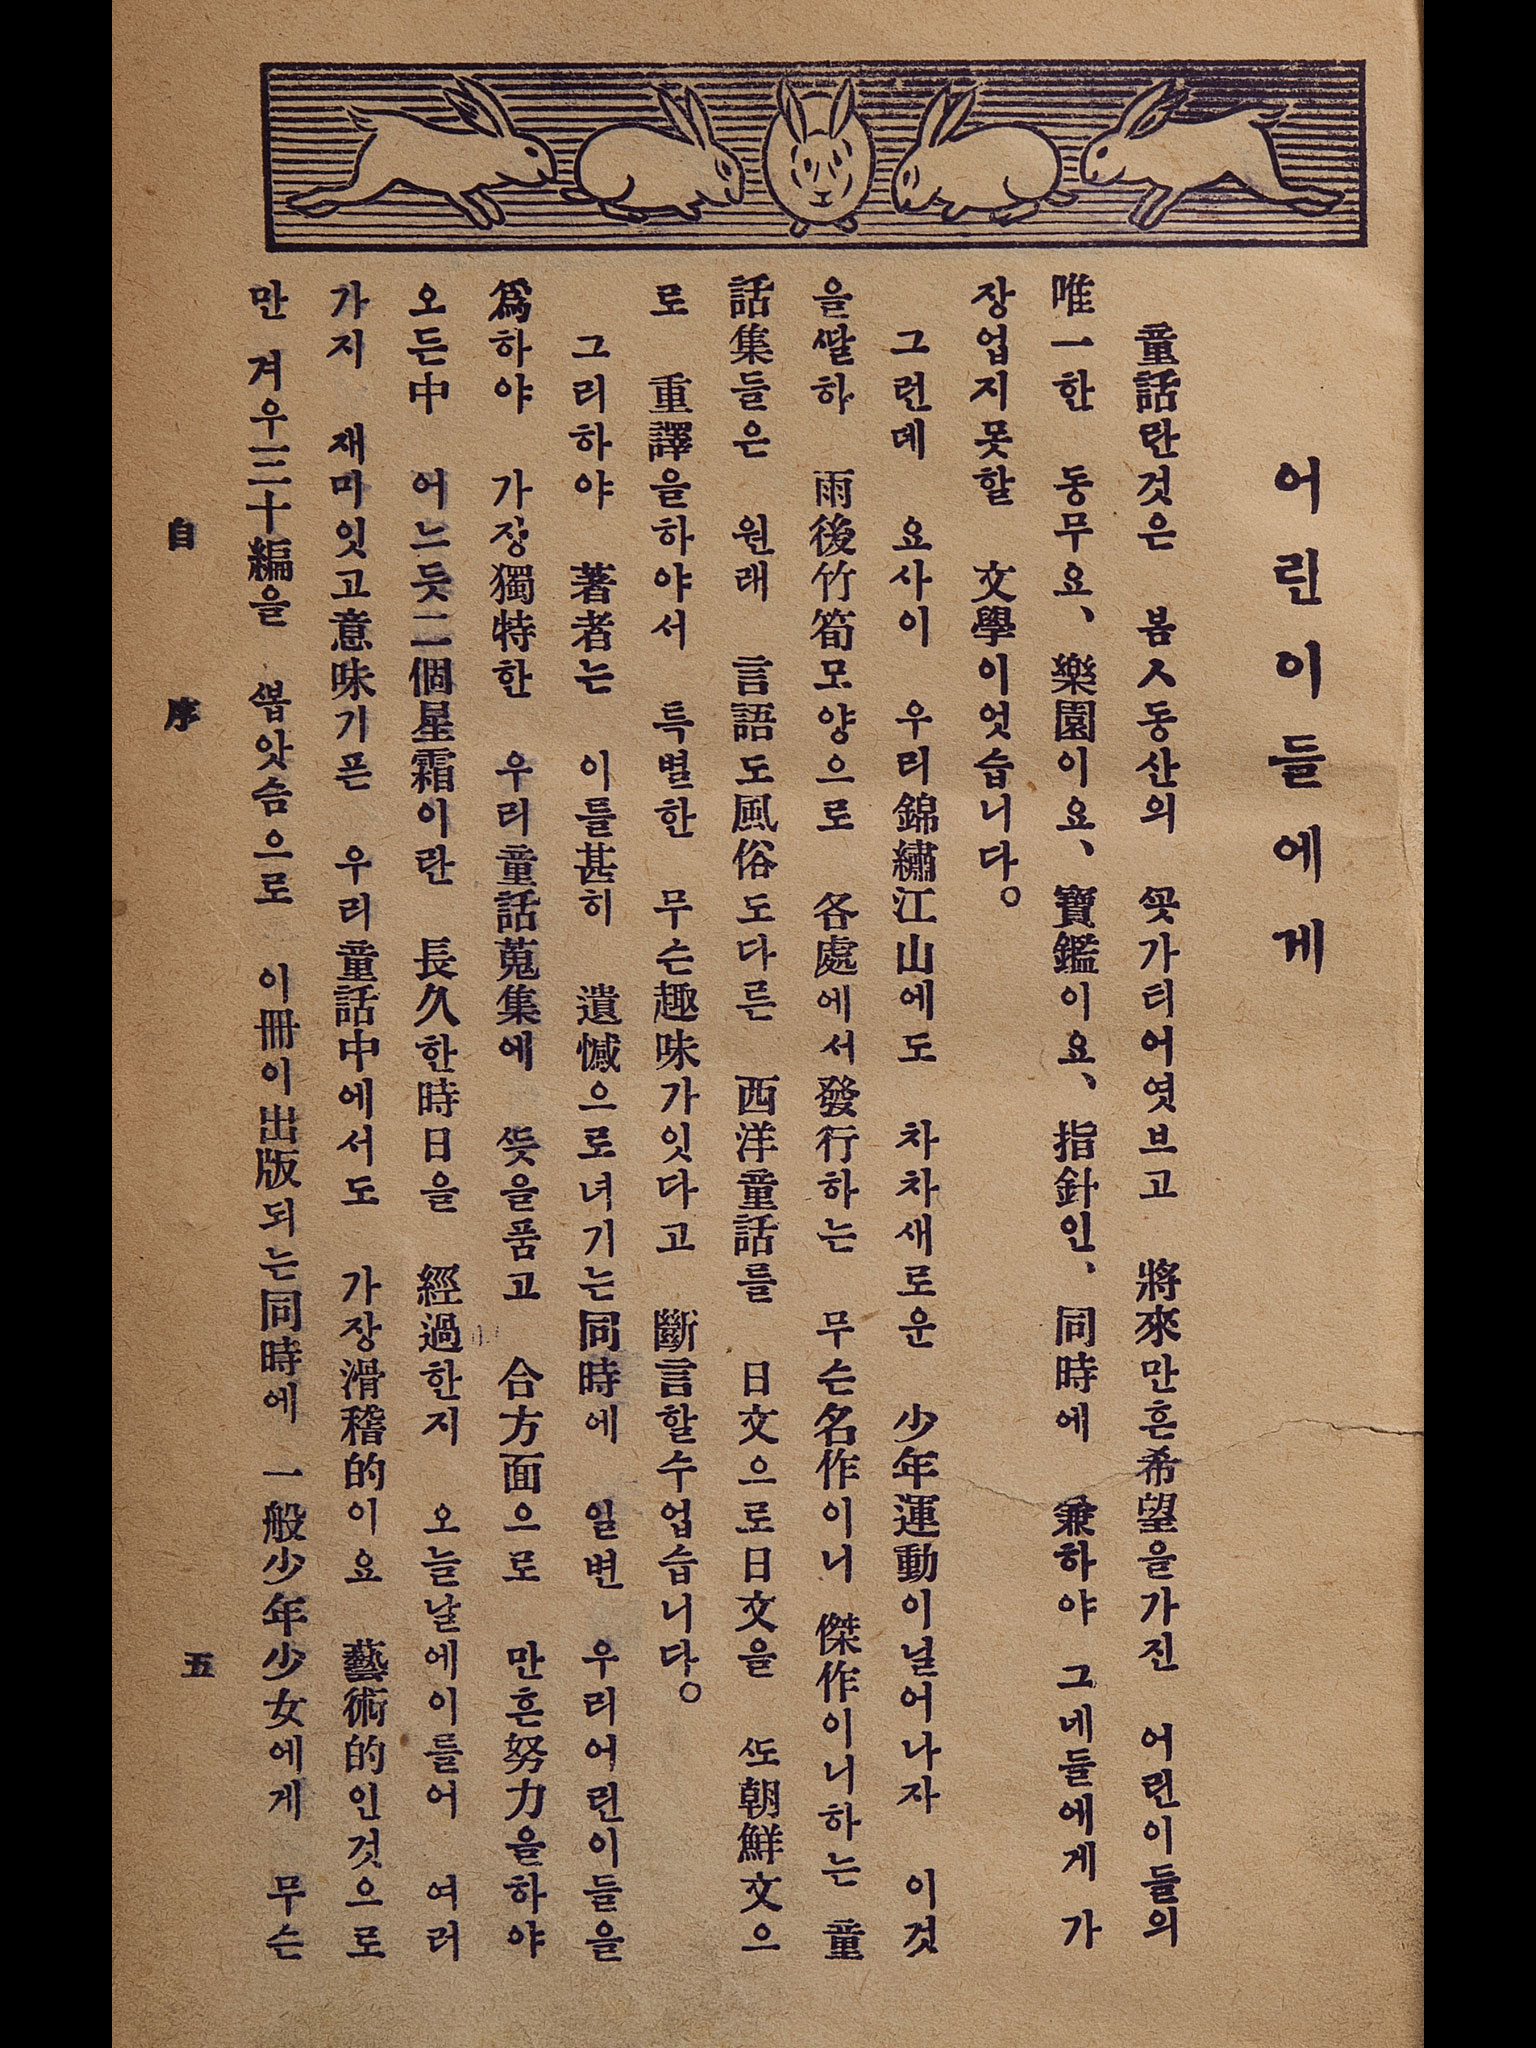 어린이들에게
童話란것은 봄ㅅ동산의 ᄭᅩᆺ가티어엿브고 將來만흔希望을가진 어린이들의
唯一한 동무요、樂園이요、寶鑑이요、指針인、同時에 兼하야 그네들에게 가
장업지못할 文學이엇습니다。
그런데 요사이 우리錦繡江山에도 차차새로운 少年運動이닐어나자 이것
을ᄯᅡᆯ하 雨後竹筍모양으로 各處에서發行하는 무슨名作이니 傑作이니하는 童
話集들은 원래 言語도風俗도다른 西洋童話를 日文으로日文을 ᄯᅩ朝鮮文으
로 重譯을하야서 특별한 무슨趣味가잇다고 斷言할수업습니다。
그리하야 著者는 이를甚히 遺憾으로녀기는同時에 일변 우리어린이들을
爲하야 가장獨特한 우리童話蒐集에 ᄯᅳᆺ을품고 合方面으로 만흔努力을하야
오든中 어느듯二個星霜이란 長久한時日을 經過한지 오늘날에이를어 여러
가지 재미잇고意味기픈 우리童話中에서도 가장滑稽的이요 藝術的인것으로
만 겨우三十編을 ᄲᅩᆸ앗슴으로 이冊이出版되는同時에 一般少年少女에게 무슨
自序
五